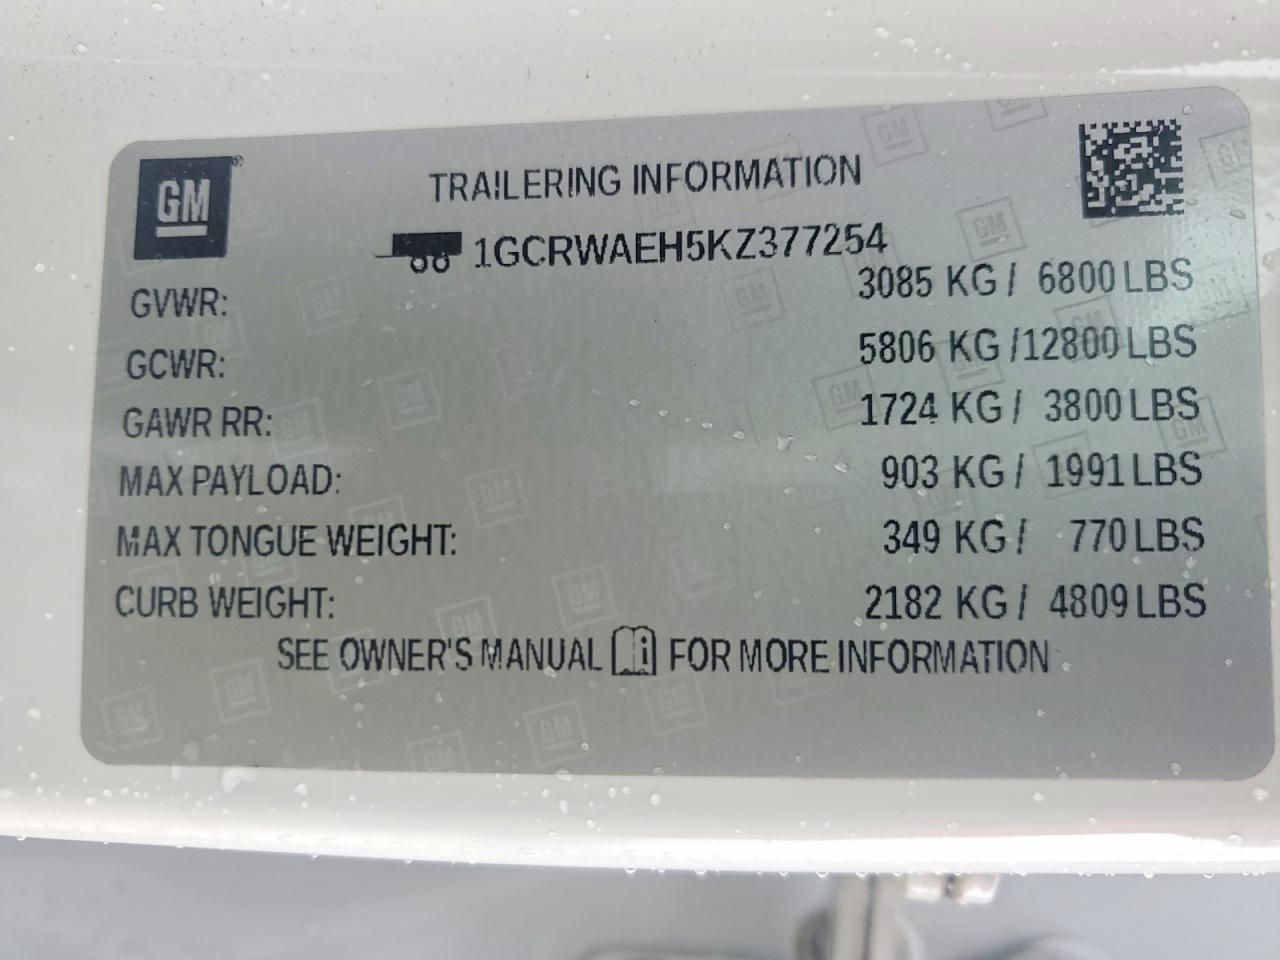 GM®
TRAILERING INFORMATION
1GCRWAEH5KZ377254
GVWR: 3085 KG / 6800 LBS
GCWR: 5806 KG /12800 LBS
GAWR RR: 1724 KG / 3800 LBS
MAX PAYLOAD: 903 KG / 1991 LBS
MAX TONGUE WEIGHT: 349 KG / 770 LBS
CURB WEIGHT: 2182 KG / 4809 LBS
SEE OWNER'S MANUAL i FOR MORE INFORMATION